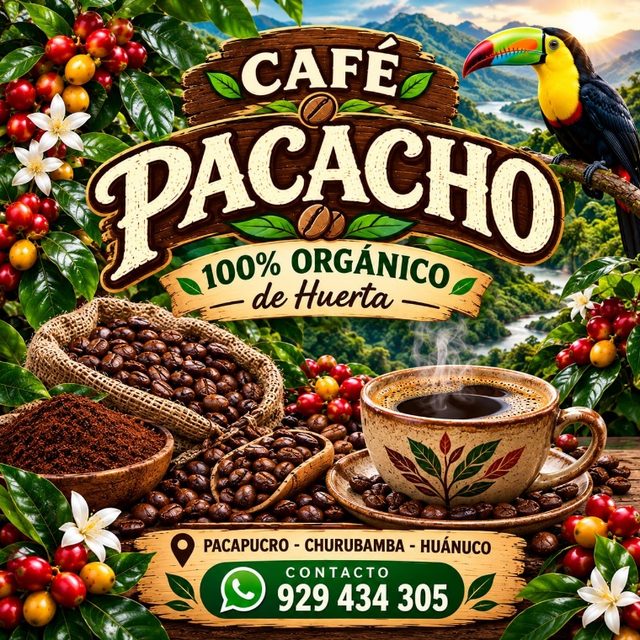 CAFÉ
PACACHO
100% ORGÁNICO
de Huerta
PACAPUCRO - CHURUBAMBA - HUÁNUCO
CONTACTO
929 434 305